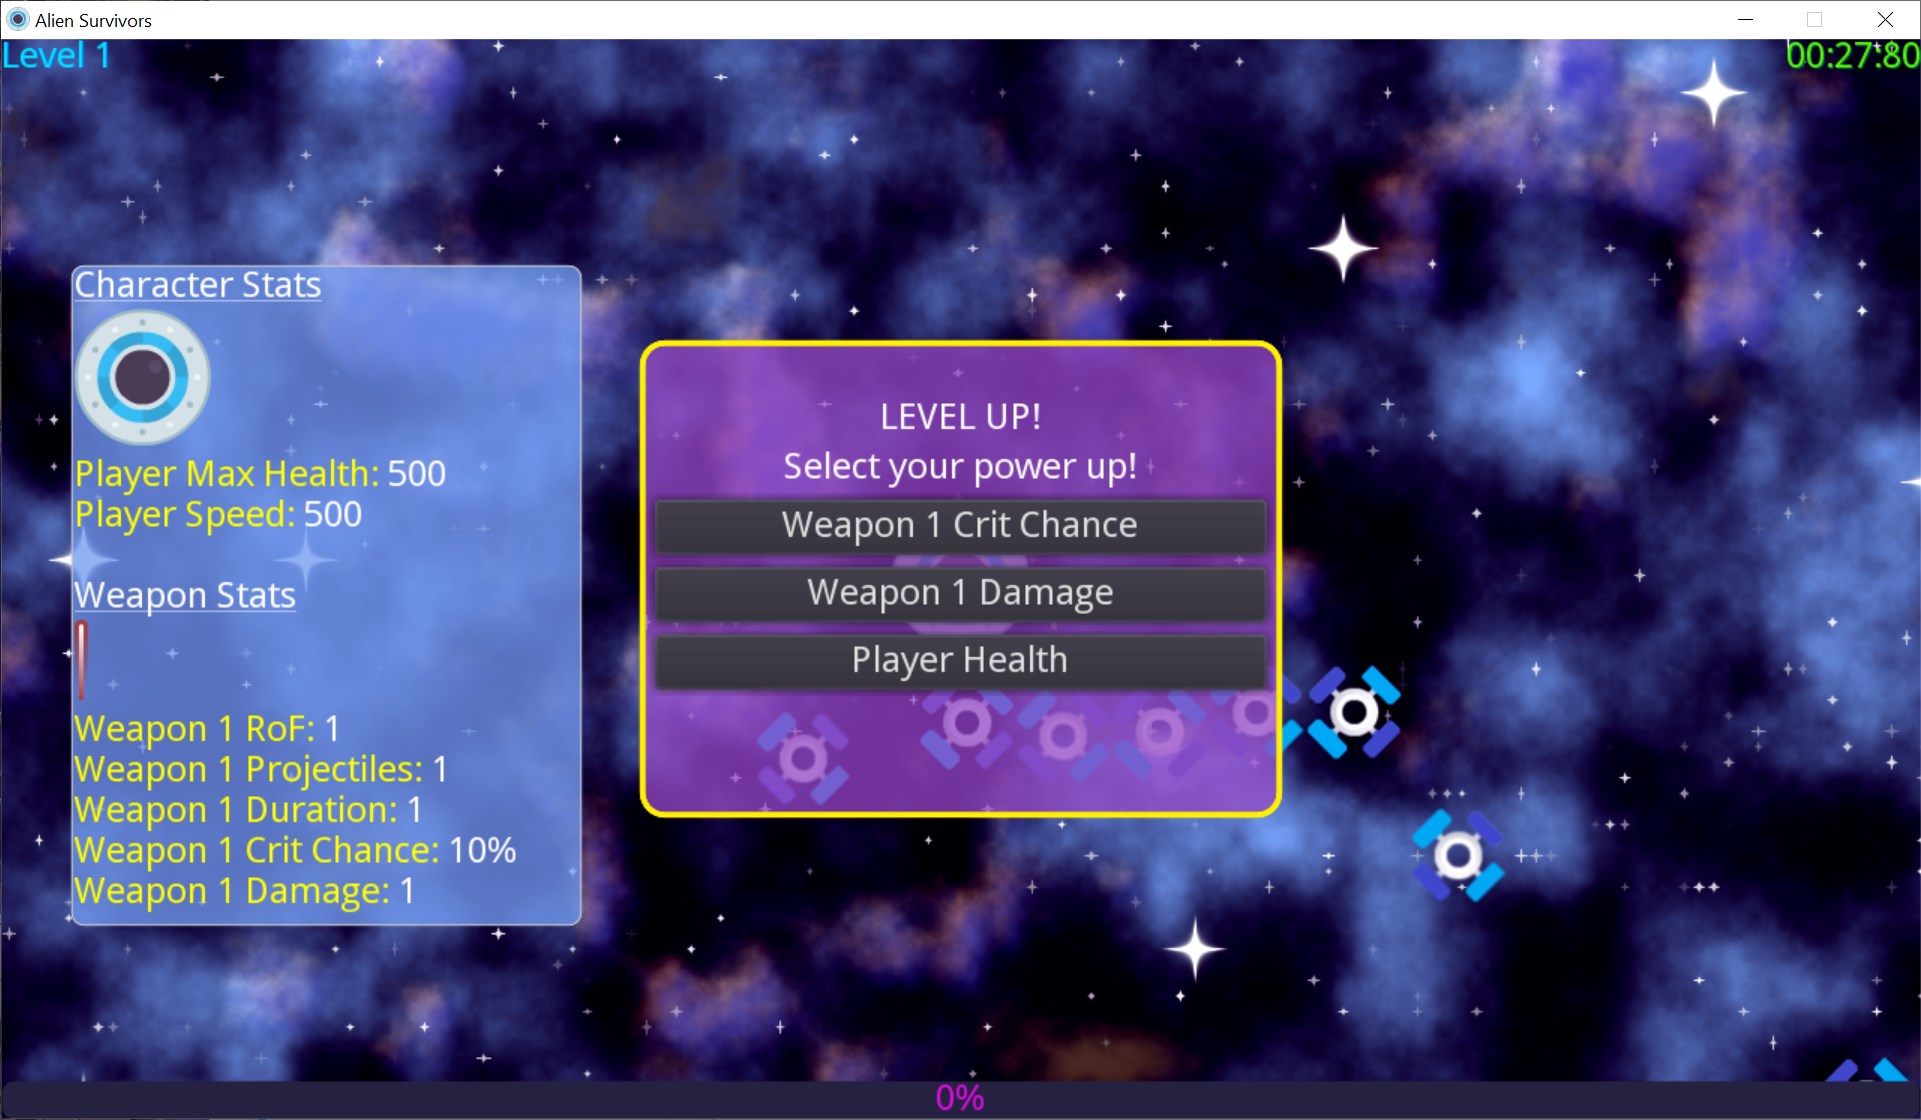 Alien Survivors
Level 1
00:27:80
Character Stats
Player Max Health: 500
Player Speed: 500
Weapon Stats
Weapon 1 RoF: 1
Weapon 1 Projectiles: 1
Weapon 1 Duration: 1
Weapon 1 Crit Chance: 10%
Weapon 1 Damage: 1
LEVEL UP!
Select your power up!
Weapon 1 Crit Chance
Weapon 1 Damage
Player Health
0%